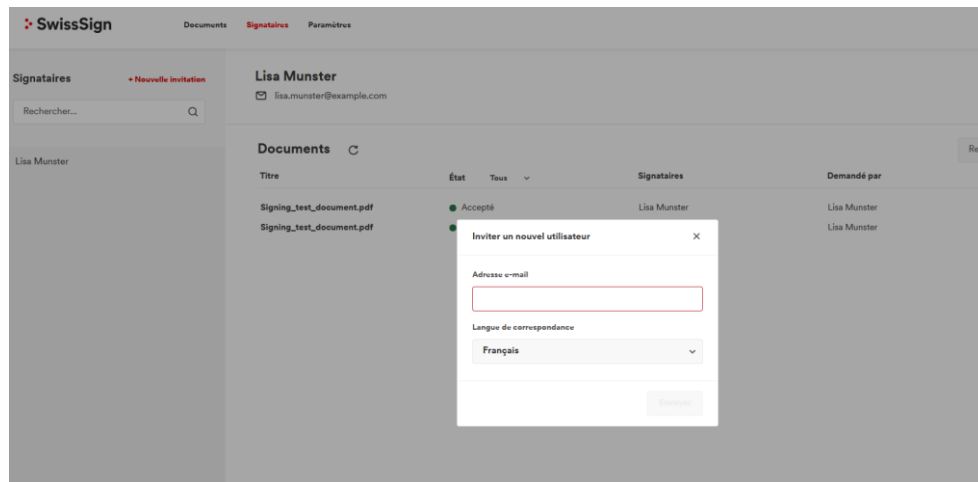 SwissSign
Documents Signataires Paramètres
Signataires + Nouvelle invitation
Rechercher...
Lisa Munster
Lisa Munster
lisa.munster@example.com
Documents
Re
Titre État Tous Signataires Demandé par
Signing_test_document.pdf Accepté Lisa Munster Lisa Munster
Signing_test_document.pdf Lisa Munster
Inviter un nouvel utilisateur
Adresse e-mail
Langue de correspondance
Français
Envoyer